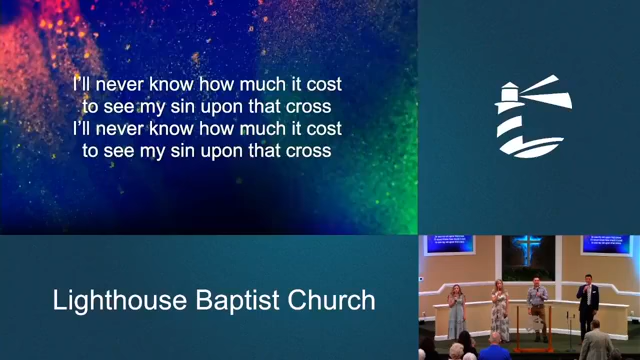 I'll never know how much it cost
to see my sin upon that cross
I'll never know how much it cost
to see my sin upon that cross
Lighthouse Baptist Church